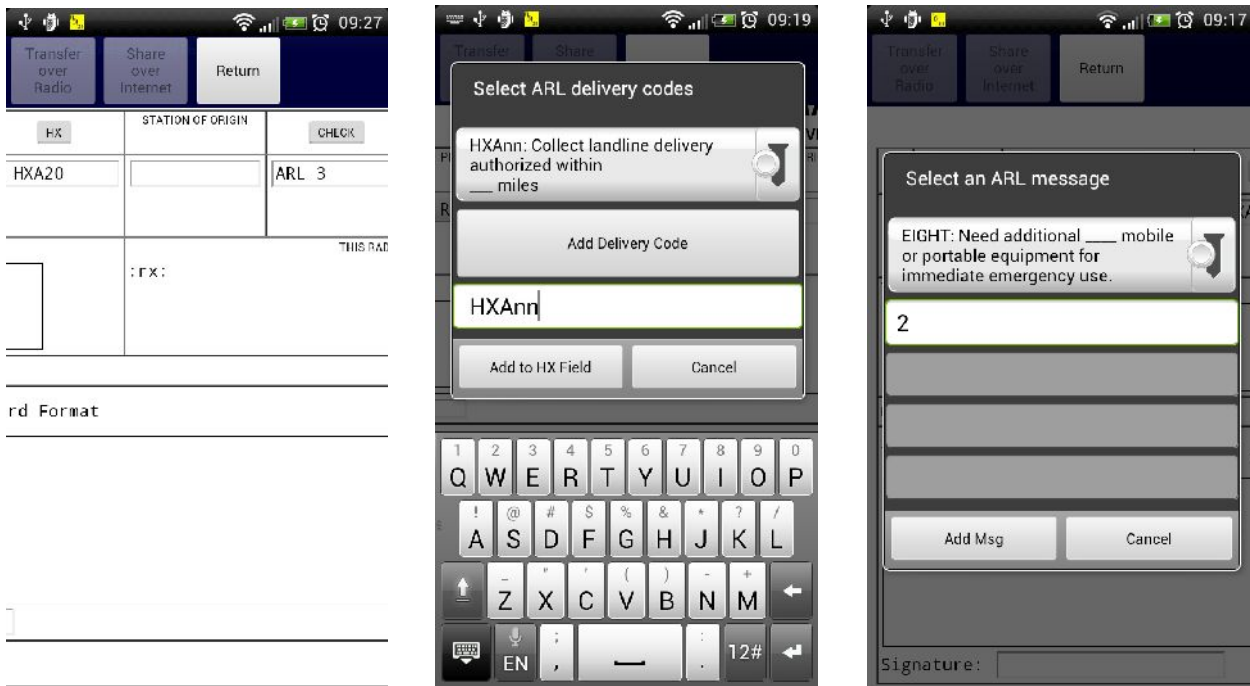 09:27
Transfer
over
Radio
Share
over
Internet
Return
HX
STATION OF ORIGIN
CHECK
HXA20
ARL 3
THIS RAD
:rx:
rd Format
09:19
Transfer
Share
Select ARL delivery codes
HXAnn: Collect landline delivery
authorized within
___ miles
Add Delivery Code
HXAnn
Add to HX Field
Cancel
1 2 3 4 5 6 7 8 9 0
Q W E R T Y U I O P
! @ # $ % & * ? /
A S D F G H J K L
_ " ' ( ) - +
Z X C V B N M
; :
EN , . 12#
09:17
Transfer
over
Radio
Share
over
Internet
Return
Select an ARL message
EIGHT: Need additional ____ mobile
or portable equipment for
immediate emergency use.
2
Add Msg
Cancel
Signature: